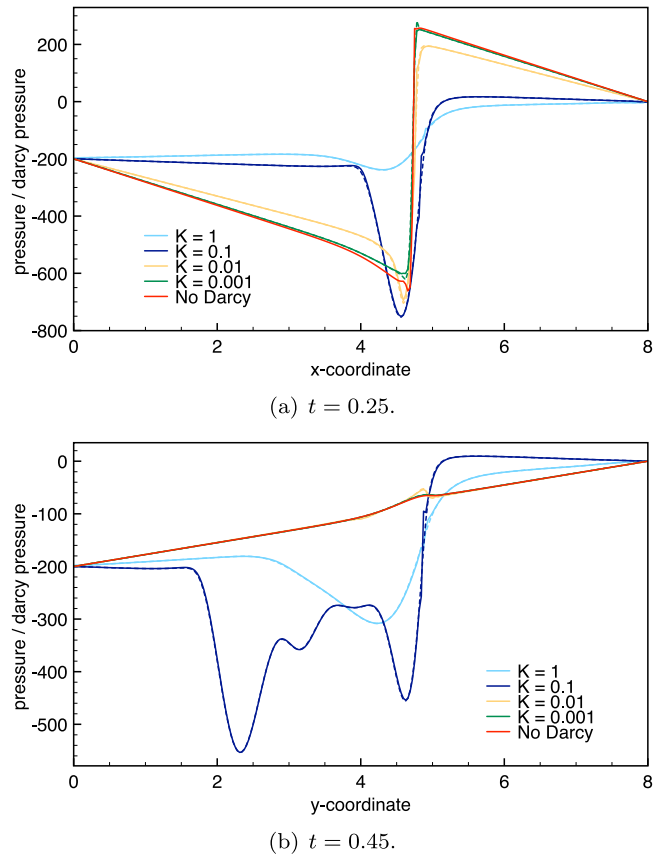 200
0
-200
-400
-600
-800
pressure / darcy pressure
K = 1
K = 0.1
K = 0.01
K = 0.001
No Darcy
0 2 4 6 8
x-coordinate
(a) t = 0.25.
0
-100
-200
-300
-400
-500
pressure / darcy pressure
K = 1
K = 0.1
K = 0.01
K = 0.001
No Darcy
0 2 4 6 8
y-coordinate
(b) t = 0.45.